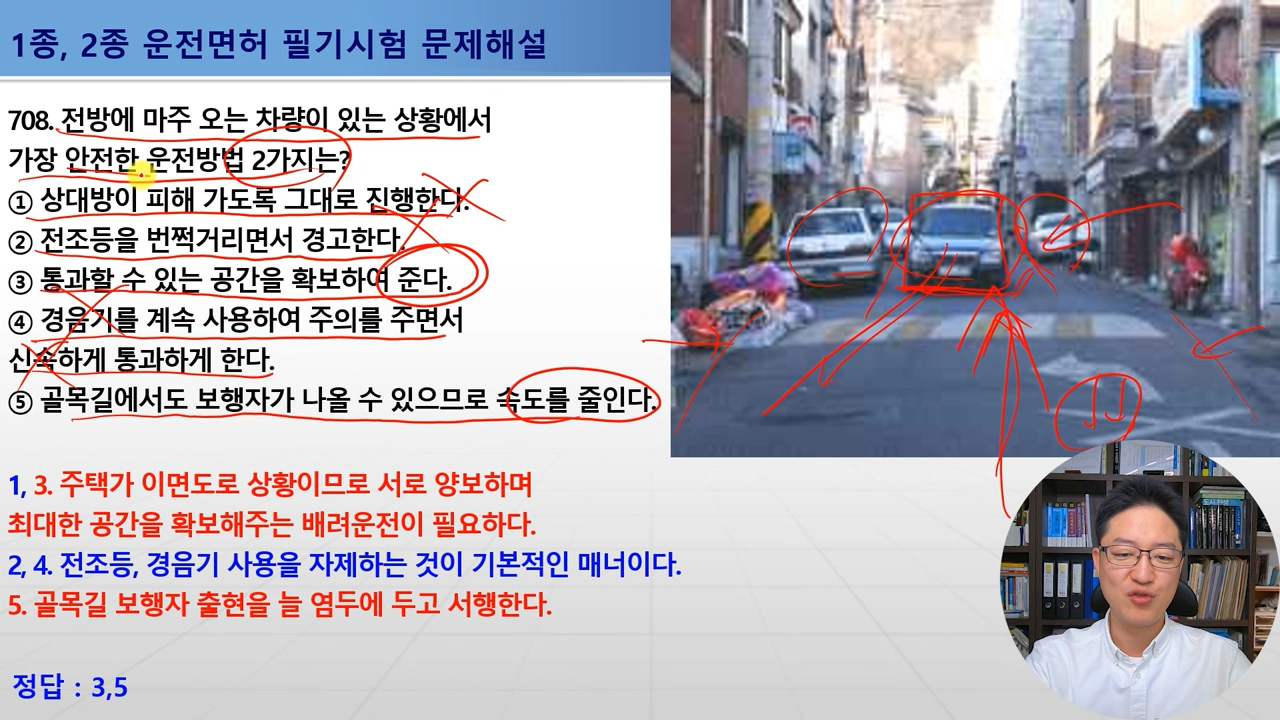 1종, 2종 운전면허 필기시험 문제해설
708. 전방에 마주 오는 차량이 있는 상황에서
가장 안전한 운전방법 2가지는?
① 상대방이 피해 가도록 그대로 진행한다.
② 전조등을 번쩍거리면서 경고한다.
③ 통과할 수 있는 공간을 확보하여 준다.
④ 경음기를 계속 사용하여 주의를 주면서
신속하게 통과하게 한다.
⑤ 골목길에서도 보행자가 나올 수 있으므로 속도를 줄인다.
1, 3. 주택가 이면도로 상황이므로 서로 양보하며
최대한 공간을 확보해주는 배려운전이 필요하다.
2, 4. 전조등, 경음기 사용을 자제하는 것이 기본적인 매너이다.
5. 골목길 보행자 출현을 늘 염두에 두고 서행한다.
정답 : 3,5